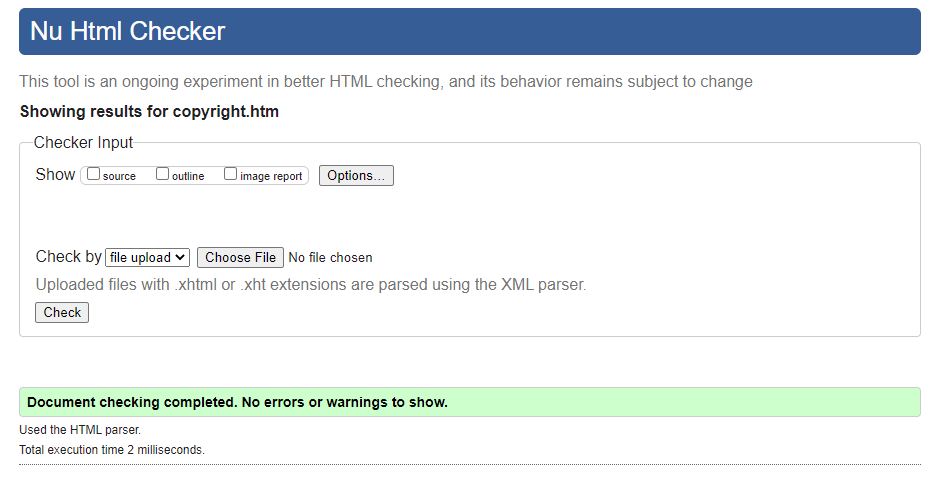 Nu Html Checker
This tool is an ongoing experiment in better HTML checking, and its behavior remains subject to change
Showing results for copyright.htm
Checker Input
Show source outline image report Options...
Check by file upload Choose File No file chosen
Uploaded files with .xhtml or .xht extensions are parsed using the XML parser.
Check
Document checking completed. No errors or warnings to show.
Used the HTML parser.
Total execution time 2 milliseconds.